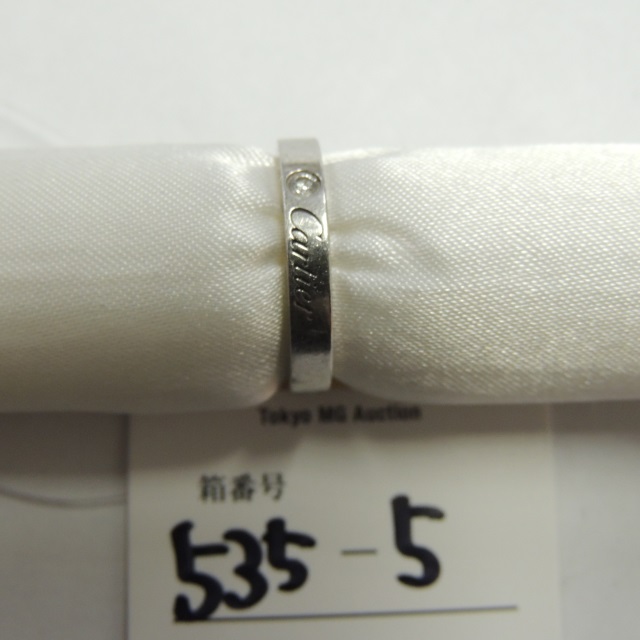 Cartier
Tokyo MG Auction
箱番号
535-5